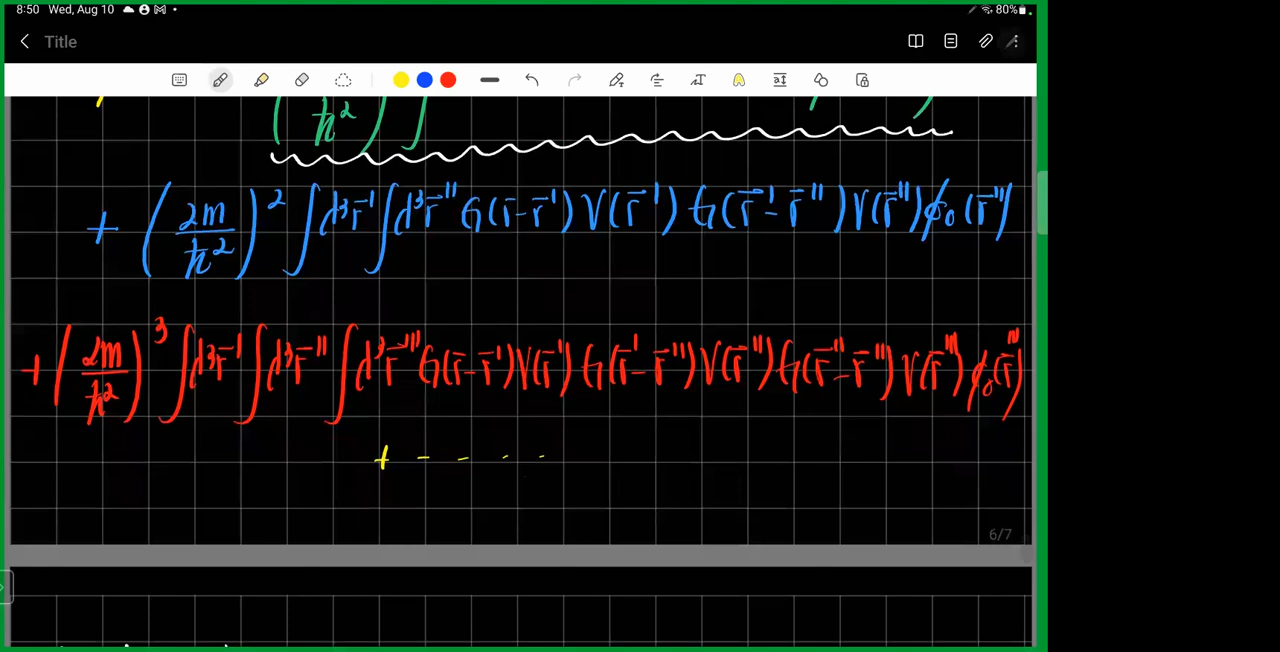 8:50 Wed, Aug 10 80%
Title
( ħ² ) ∫
+ (2m/ħ²)² ∫d³r̄' ∫d³r̄'' G(r̄-r̄') V(r̄') G(r̄'-r̄'') V(r̄'') φ₀(r̄'')
+ (2m/ħ²)³ ∫d³r̄' ∫d³r̄'' ∫d³r̄''' G(r̄-r̄') V(r̄') G(r̄'-r̄'') V(r̄'') G(r̄''-r̄''') V(r̄''') φ₀(r̄''')
+ - - - -
6/7